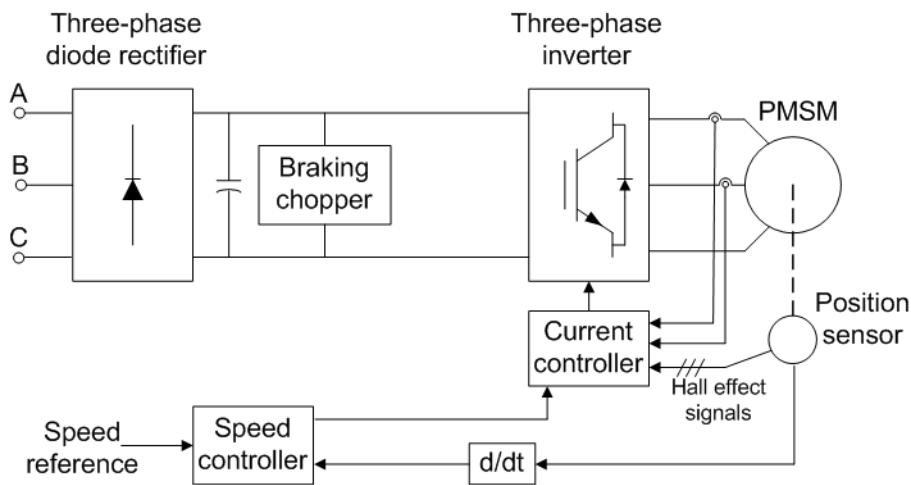 Three-phase
diode rectifier
Three-phase
inverter
A
B
C
Braking
chopper
PMSM
Position
sensor
Current
controller
Hall effect
signals
Speed
reference
Speed
controller
d/dt